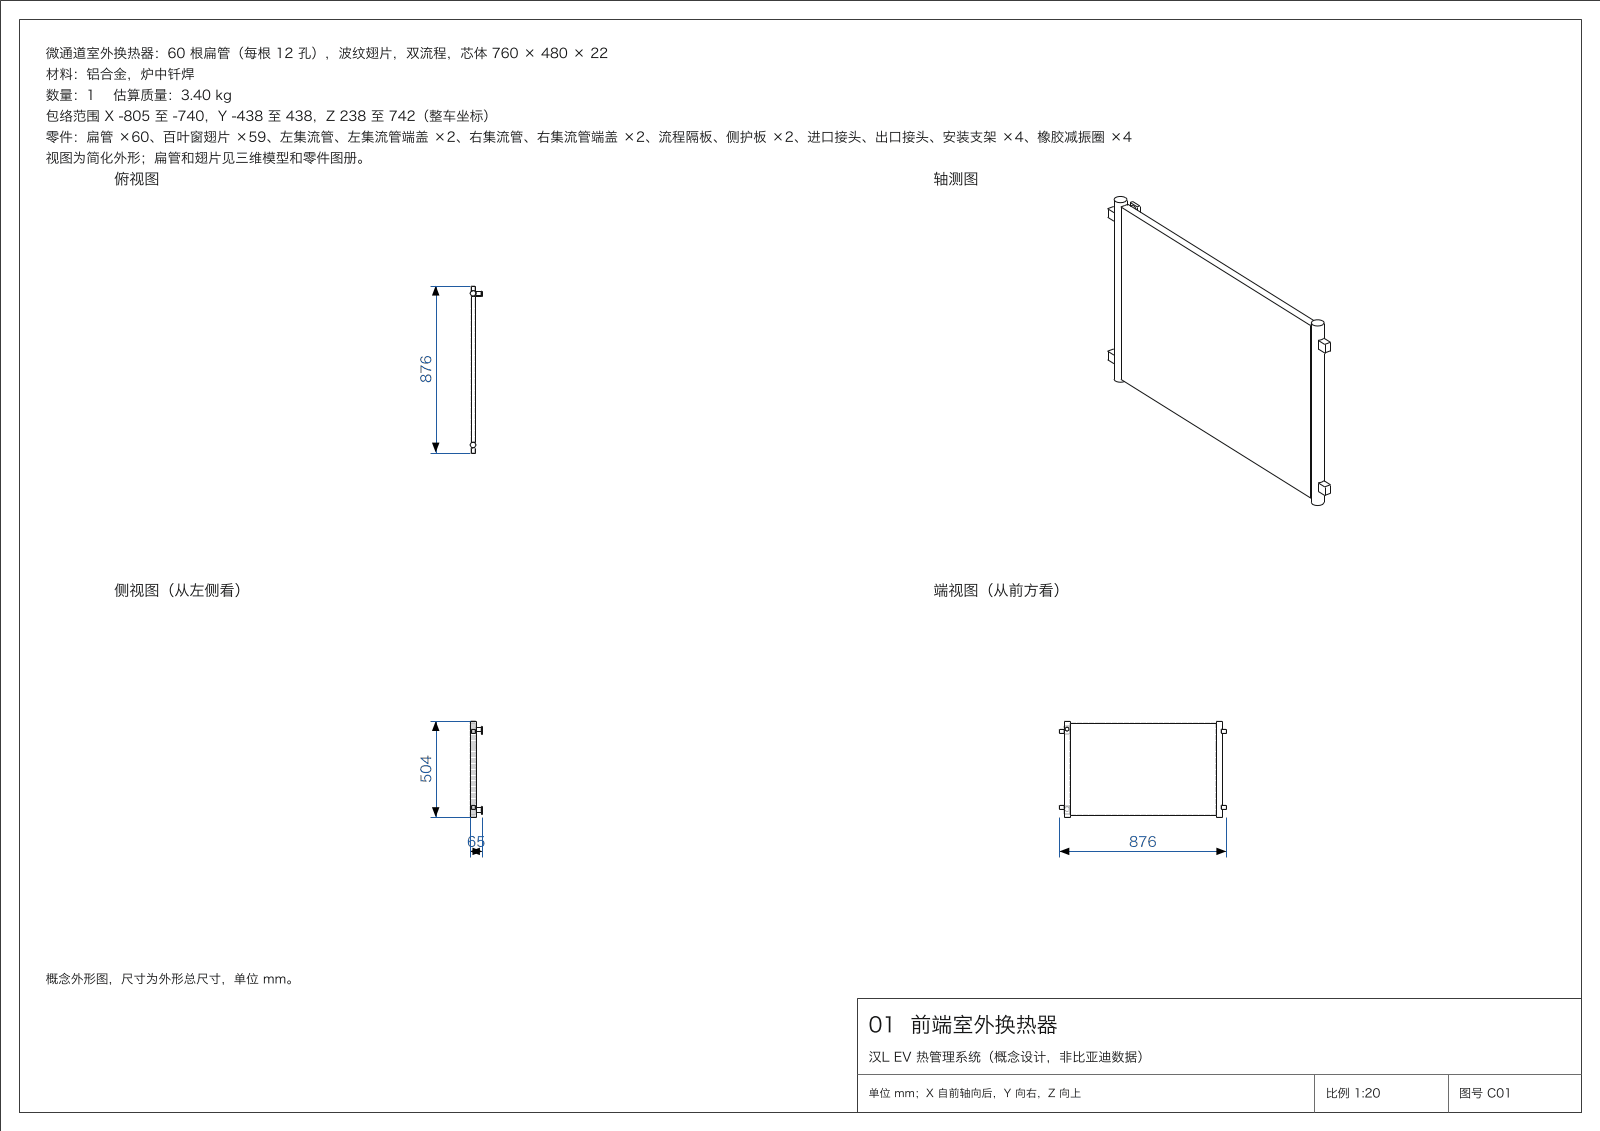 微通道室外换热器：60 根扁管（每根 12 孔），波纹翅片，双流程，芯体 760 × 480 × 22
材料：铝合金，炉中钎焊
数量：1 估算质量：3.40 kg
包络范围 X -805 至 -740，Y -438 至 438，Z 238 至 742（整车坐标）
零件：扁管 ×60、百叶窗翅片 ×59、左集流管、左集流管端盖 ×2、右集流管、右集流管端盖 ×2、流程隔板、侧护板 ×2、进口接头、出口接头、安装支架 ×4、橡胶减振圈 ×4
视图为简化外形；扁管和翅片见三维模型和零件图册。
俯视图
轴测图
876
侧视图（从左侧看）
端视图（从前方看）
504
65
876
概念外形图，尺寸为外形总尺寸，单位 mm。
01 前端室外换热器
汉L EV 热管理系统（概念设计，非比亚迪数据）
单位 mm；X 自前轴向后，Y 向右，Z 向上
比例 1:20
图号 C01